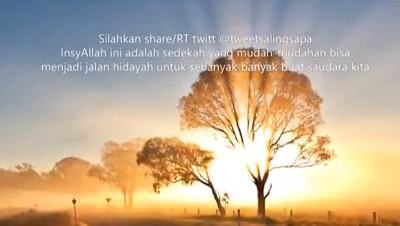 Silahkan share/RT twitt @tweetsalingsapa
InsyAllah ini adalah sedekah yang mudah-mudahan bisa
menjadi jalan hidayah untuk sebanyak banyak buat saudara kita